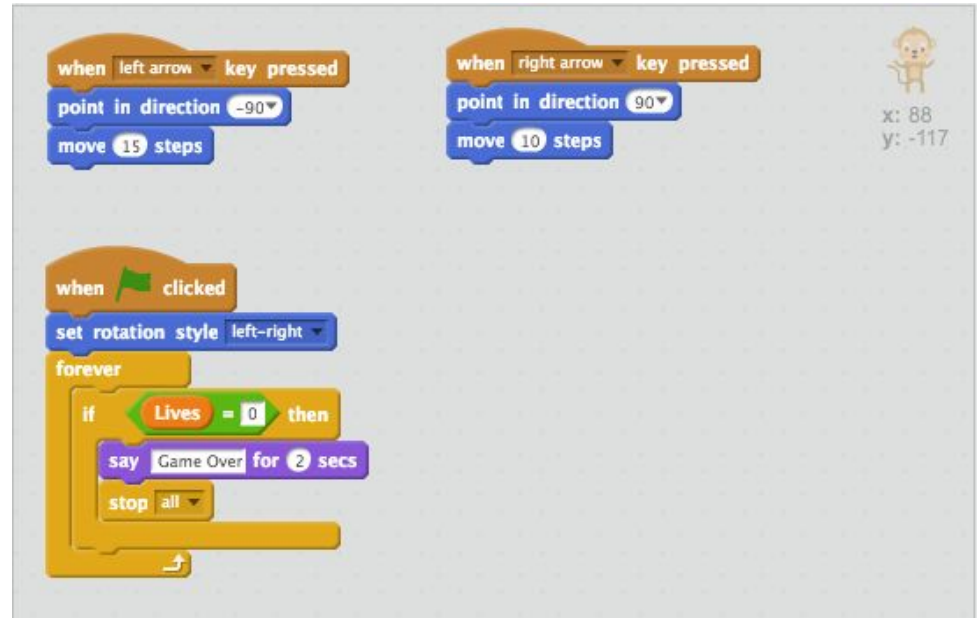 when left arrow key pressed
point in direction -90
move 15 steps
when right arrow key pressed
point in direction 90
move 10 steps
x: 88
y: -117
when clicked
set rotation style left-right
forever
if Lives = 0 then
say Game Over for 2 secs
stop all